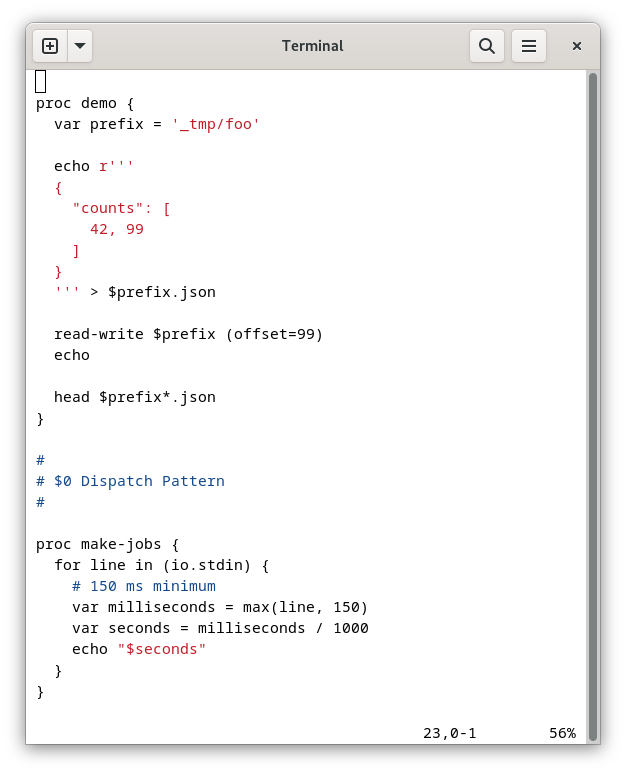 Terminal
proc demo {
  var prefix = '_tmp/foo'

  echo r'''
  {
    "counts": [
      42, 99
    ]
  }
  ''' > $prefix.json

  read-write $prefix (offset=99)
  echo

  head $prefix*.json
}

#
# $0 Dispatch Pattern
#

proc make-jobs {
  for line in (io.stdin) {
    # 150 ms minimum
    var milliseconds = max(line, 150)
    var seconds = milliseconds / 1000
    echo "$seconds"
  }
}

23,0-1        56%